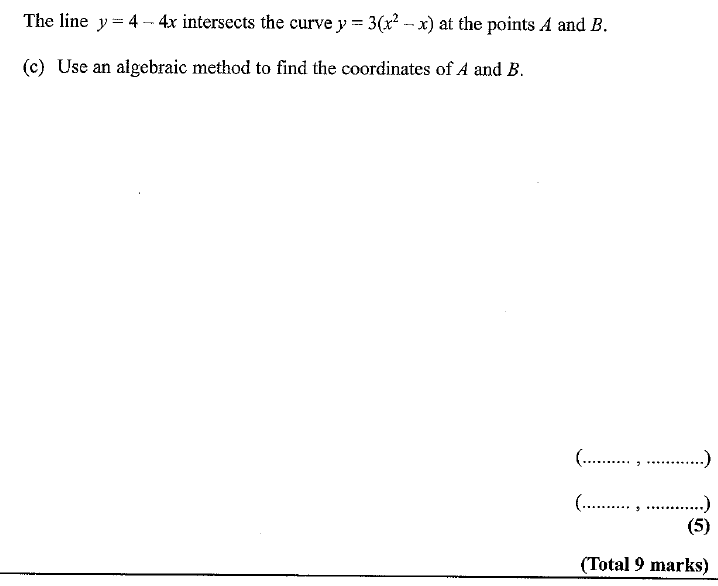 The line y = 4 – 4x intersects the curve y = 3(x² – x) at the points A and B.
(c) Use an algebraic method to find the coordinates of A and B.
(.......... , ............)
(.......... , ............)
(5)
(Total 9 marks)